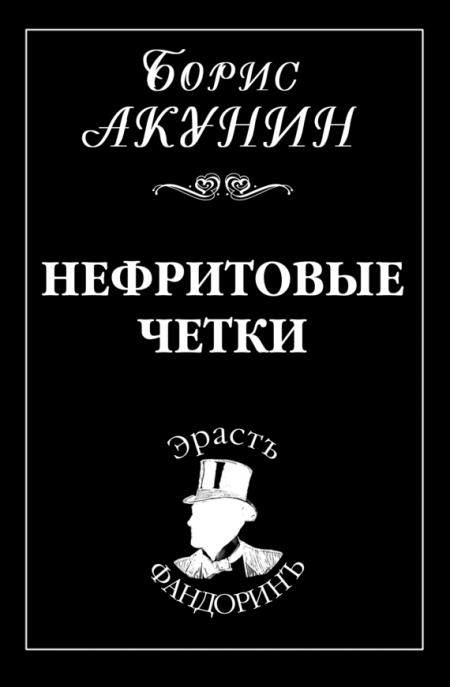 Борис
АКУНИН
НЕФРИТОВЫЕ
ЧЕТКИ
Эрастъ
ФАНДОРИНЪ